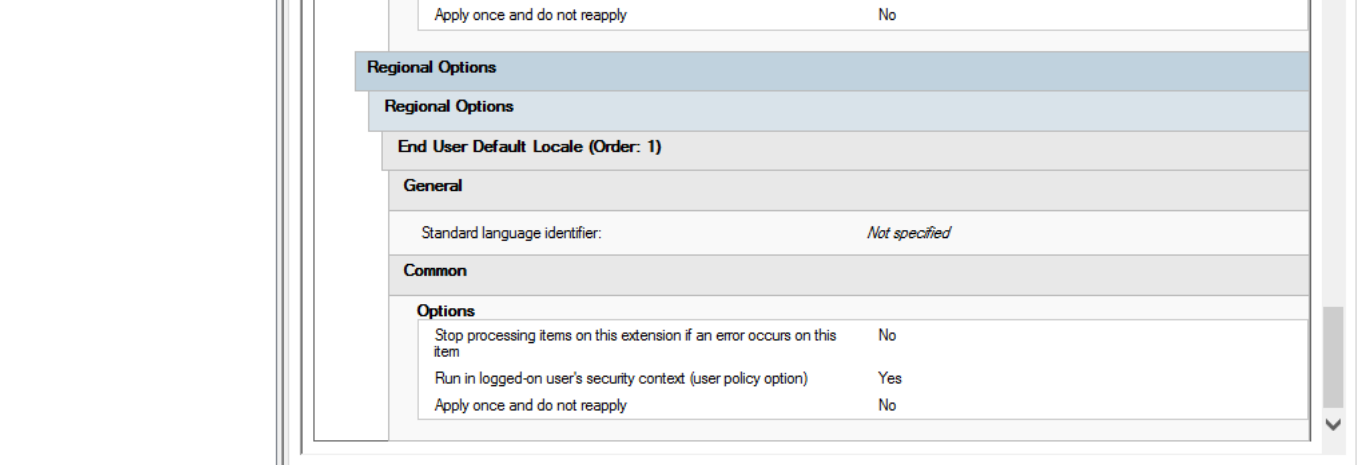 Apply once and do not reapply No
Regional Options
Regional Options
End User Default Locale (Order: 1)
General
Standard language identifier: Not specified
Common
Options
Stop processing items on this extension if an error occurs on this No
item
Run in logged-on user's security context (user policy option) Yes
Apply once and do not reapply No